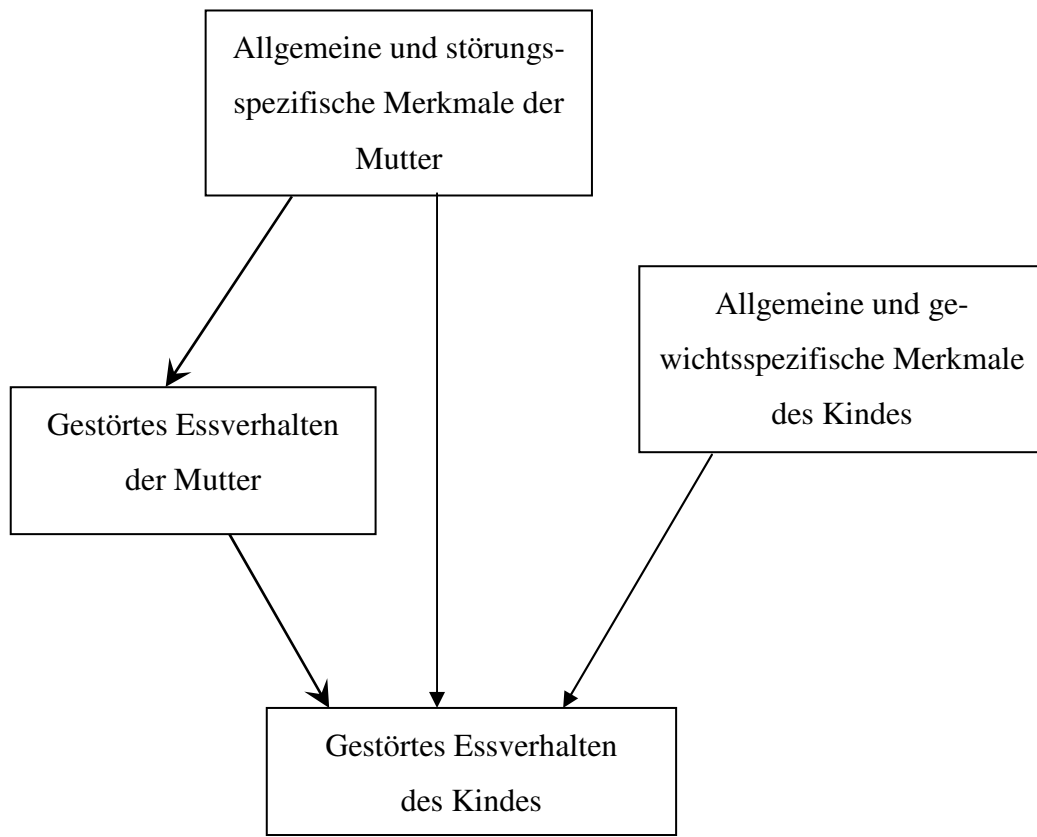 Allgemeine und störungs-
spezifische Merkmale der
Mutter
Allgemeine und ge-
wichtsspezifische Merkmale
des Kindes
Gestörtes Essverhalten
der Mutter
Gestörtes Essverhalten
des Kindes